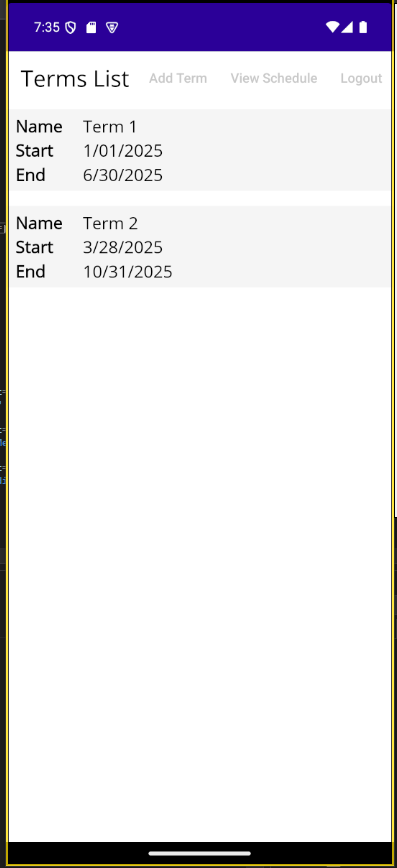 7:35
Terms List Add Term View Schedule Logout
Name Term 1
Start 1/01/2025
End 6/30/2025
Name Term 2
Start 3/28/2025
End 10/31/2025